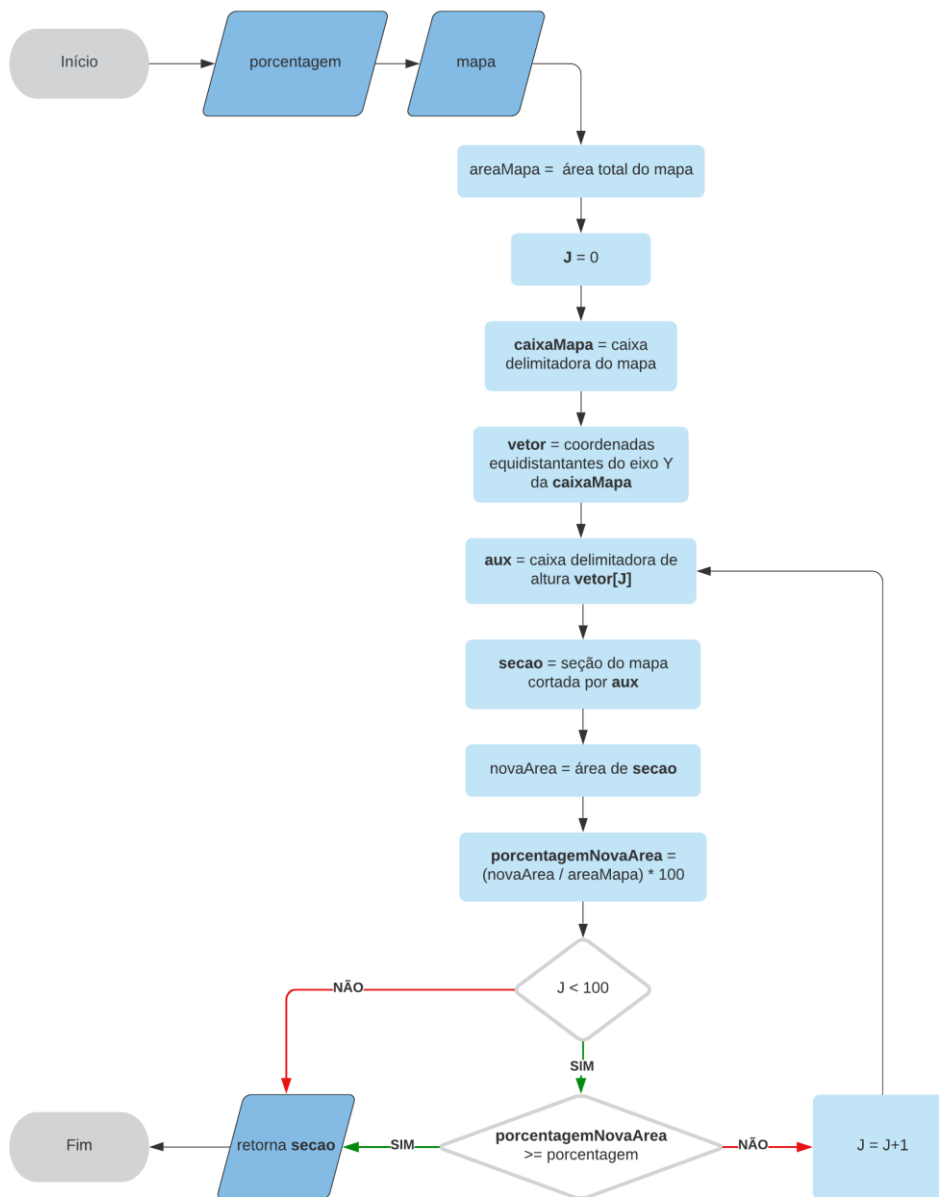 Início
porcentagem
mapa
areaMapa = área total do mapa
J = 0
caixaMapa = caixa
delimitadora do mapa
vetor = coordenadas
equidistantantes do eixo Y
da caixaMapa
aux = caixa delimitadora de
altura vetor[J]
secao = seção do mapa
cortada por aux
novaArea = área de secao
porcentagemNovaArea =
(novaArea / areaMapa) * 100
J < 100
NÃO
SIM
porcentagemNovaArea
>= porcentagem
SIM
NÃO
J = J+1
retorna secao
Fim